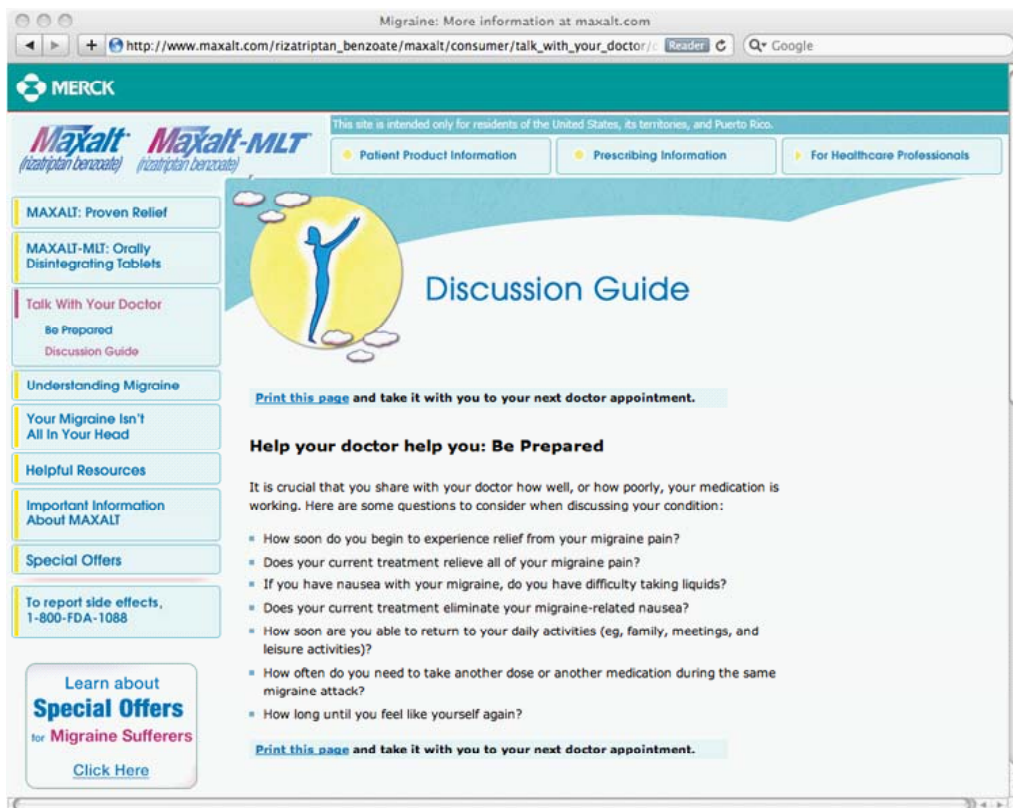 Migraine: More information at maxalt.com
http://www.maxalt.com/rizatriptan_benzoate/maxalt/consumer/talk_with_your_doctor/
Reader
Google
MERCK
Maxalt Maxalt-MLT
(rizatriptan benzoate) (rizatriptan benzoate)
This site is intended only for residents of the United States, its territories, and Puerto Rico.
Patient Product Information
Prescribing Information
For Healthcare Professionals
MAXALT: Proven Relief
MAXALT-MLT: Orally
Disintegrating Tablets
Talk With Your Doctor
Be Prepared
Discussion Guide
Understanding Migraine
Your Migraine Isn't
All In Your Head
Helpful Resources
Important Information
About MAXALT
Special Offers
To report side effects,
1-800-FDA-1088
Learn about
Special Offers
for Migraine Sufferers
Click Here
Discussion Guide
Print this page and take it with you to your next doctor appointment.
Help your doctor help you: Be Prepared
It is crucial that you share with your doctor how well, or how poorly, your medication is
working. Here are some questions to consider when discussing your condition:
How soon do you begin to experience relief from your migraine pain?
Does your current treatment relieve all of your migraine pain?
If you have nausea with your migraine, do you have difficulty taking liquids?
Does your current treatment eliminate your migraine-related nausea?
How soon are you able to return to your daily activities (eg, family, meetings, and
leisure activities)?
How often do you need to take another dose or another medication during the same
migraine attack?
How long until you feel like yourself again?
Print this page and take it with you to your next doctor appointment.